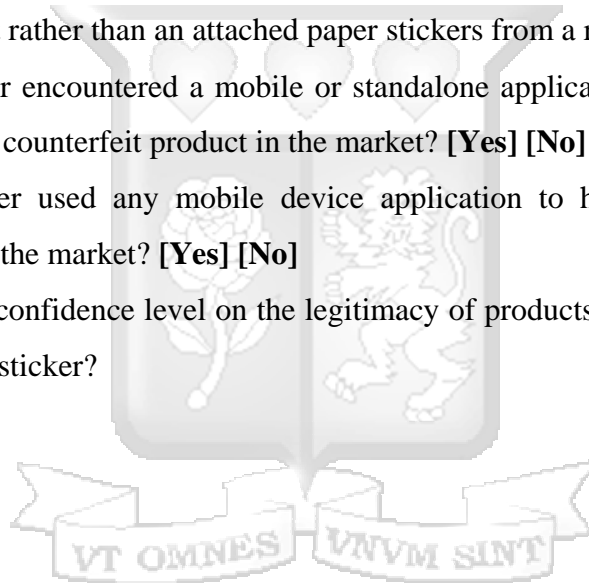 rather than an attached paper stickers from a
r encountered a mobile or standalone applica
counterfeit product in the market? [Yes] [No]
er used any mobile device application to h
the market? [Yes] [No]
confidence level on the legitimacy of products
sticker?
VT OMNES VNVM SINT